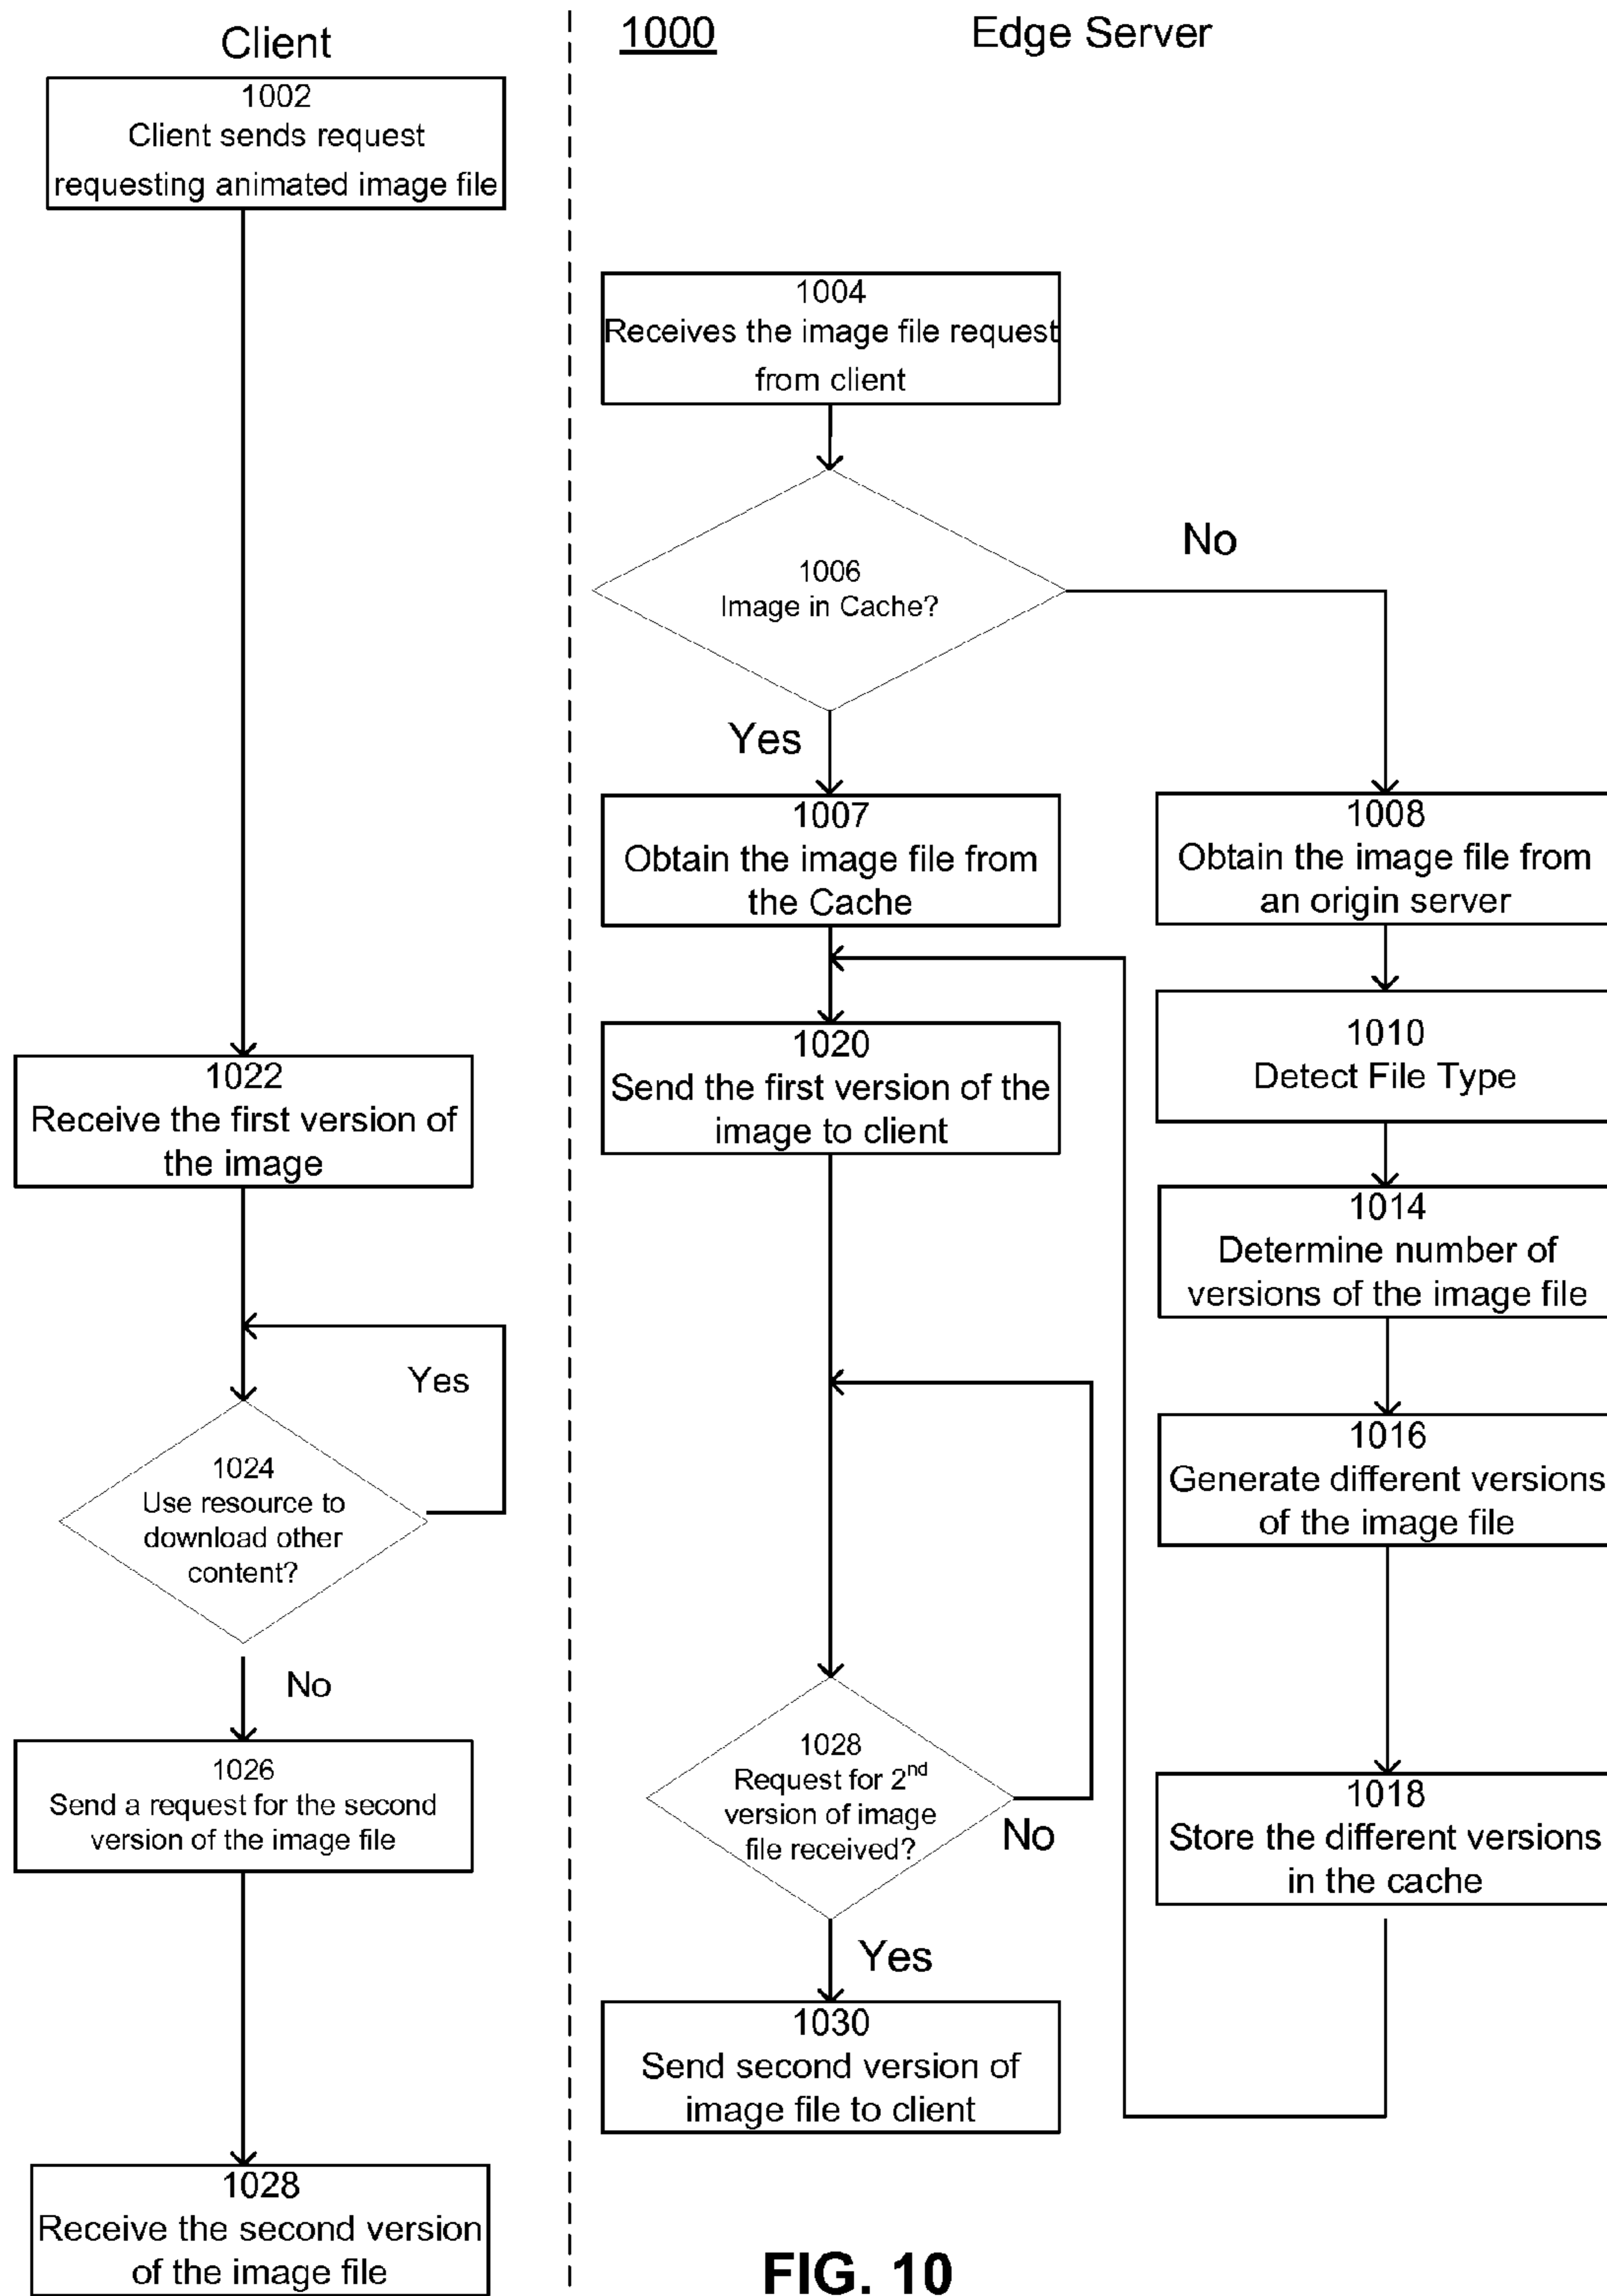 Client
1002
Client sends request
requesting animated image file
1022
Receive the first version of
the image
Yes
1024
Use resource to
download other
content?
No
1026
Send a request for the second
version of the image file
1028
Receive the second version
of the image file
1000
Edge Server
1004
Receives the image file request
from client
1006
Image in Cache?
No
Yes
1007
Obtain the image file from
the Cache
1020
Send the first version of the
image to client
1028
Request for 2nd
version of image
file received?
No
Yes
1030
Send second version of
image file to client
1008
Obtain the image file from
an origin server
1010
Detect File Type
1014
Determine number of
versions of the image file
1016
Generate different versions
of the image file
1018
Store the different versions
in the cache
FIG. 10